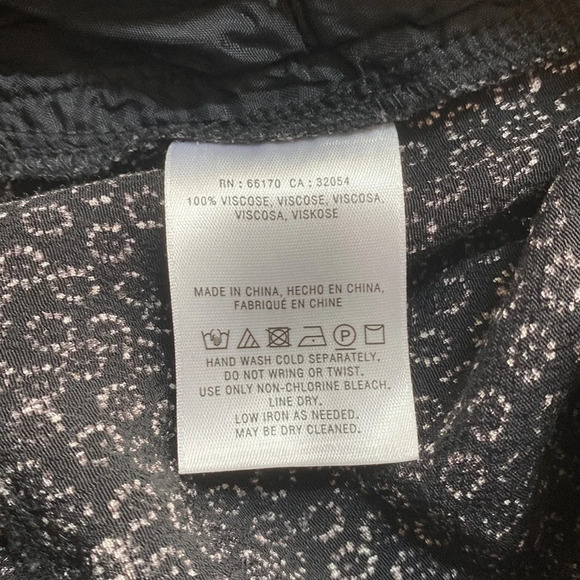 RN : 66170 CA : 32054
100% VISCOSE, VISCOSE, VISCOSA,
VISCOSA, VISKOSE
MADE IN CHINA, HECHO EN CHINA,
FABRIQUÉ EN CHINE
HAND WASH COLD SEPARATELY.
DO NOT WRING OR TWIST.
USE ONLY NON-CHLORINE BLEACH.
LINE DRY.
LOW IRON AS NEEDED.
MAY BE DRY CLEANED.